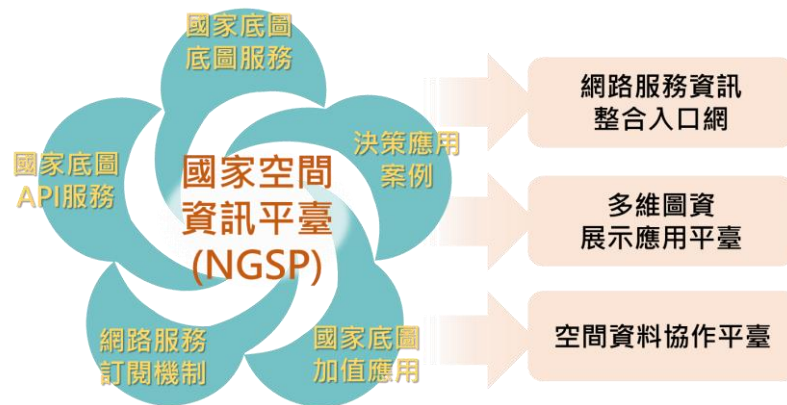 國家底圖
底圖服務
決策應用
案例
國家底圖
API服務
國家空間
資訊平臺
(NGSP)
網路服務
訂閱機制
國家底圖
加值應用
網路服務資訊
整合入口網
多維圖資
展示應用平臺
空間資料協作平臺